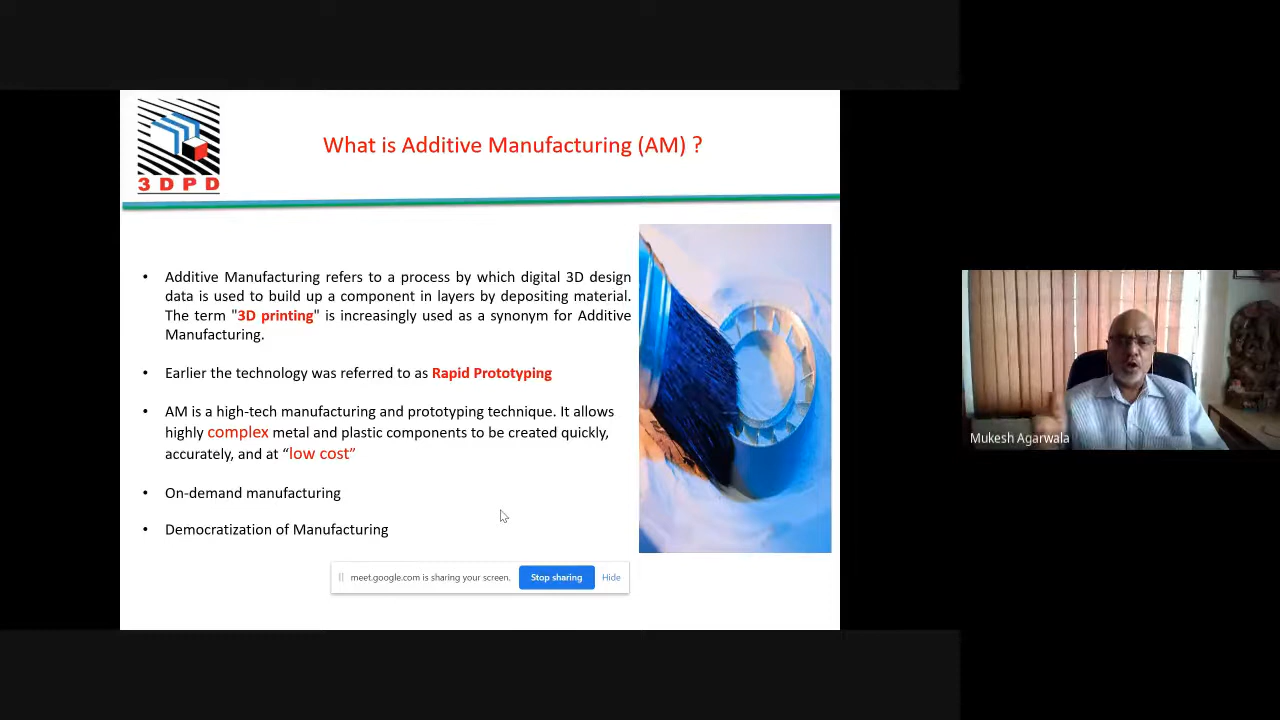 3DPD
What is Additive Manufacturing (AM) ?
• Additive Manufacturing refers to a process by which digital 3D design
data is used to build up a component in layers by depositing material.
The term "3D printing" is increasingly used as a synonym for Additive
Manufacturing.
• Earlier the technology was referred to as Rapid Prototyping
• AM is a high-tech manufacturing and prototyping technique. It allows
highly complex metal and plastic components to be created quickly,
accurately, and at “low cost”
• On-demand manufacturing
• Democratization of Manufacturing
meet.google.com is sharing your screen. Stop sharing Hide
Mukesh Agarwala